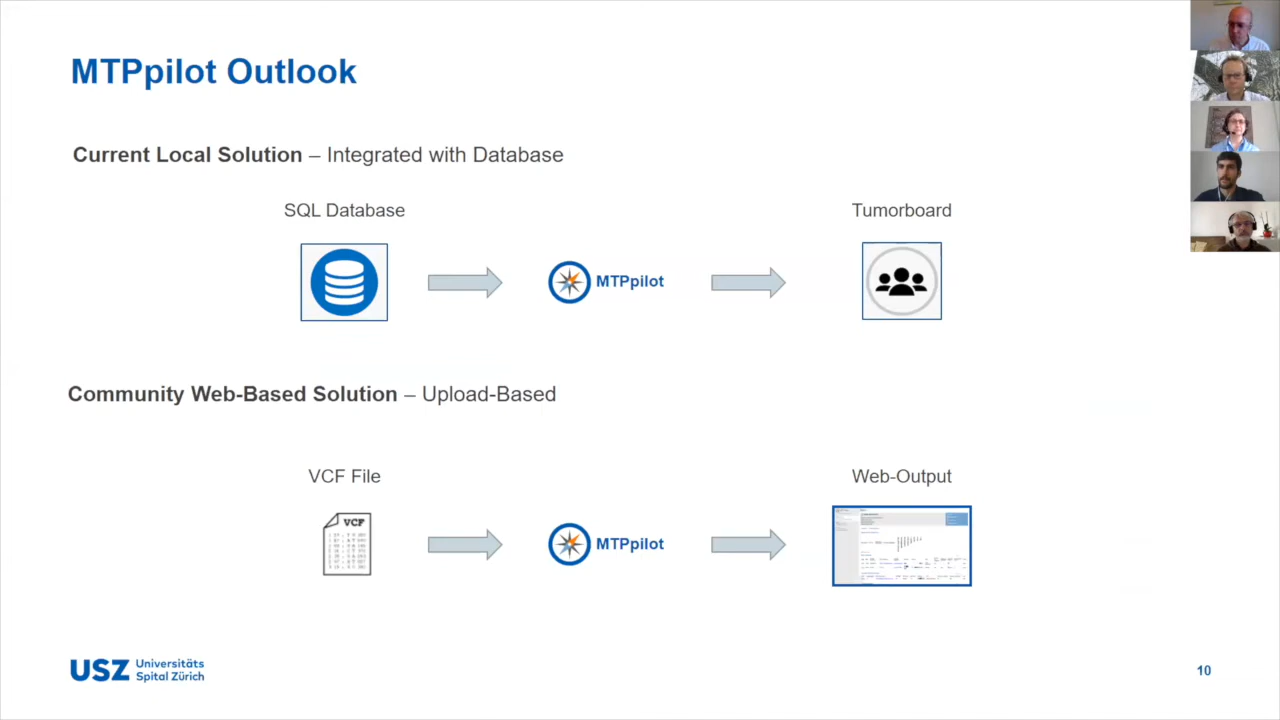 MTPpilot Outlook
Current Local Solution – Integrated with Database
SQL Database
Tumorboard
MTPpilot
Community Web-Based Solution – Upload-Based
VCF File
Web-Output
VCF
MTPpilot
USZ Universitäts
Spital Zürich
10